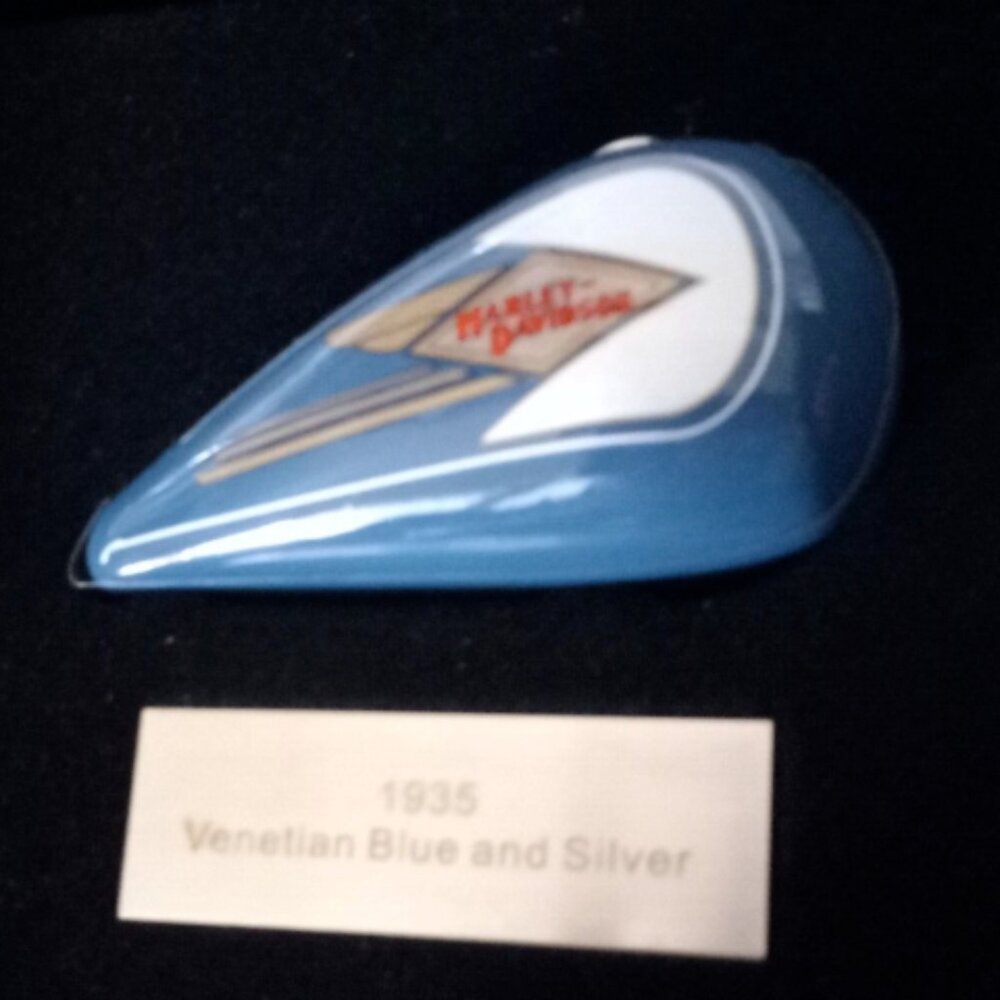 HARLEY-
DAVIDSON
1935
Venetian Blue and Silver